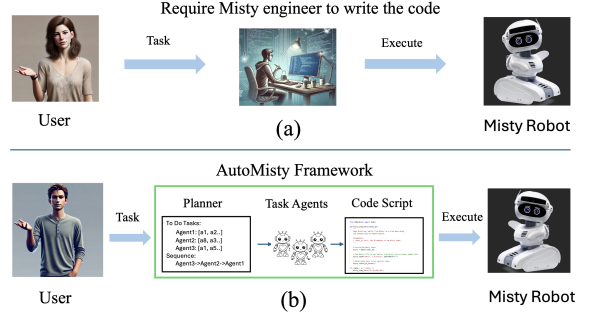 Require Misty engineer to write the code
Task
Execute
User
Misty Robot
(a)
AutoMisty Framework
Planner
Task Agents
Code Script
Task
Execute
To Do Tasks:
Agent1: [a1, a2..]
Agent2: [a8, a3..]
Agent3: [a1, a5..]
Sequence:
Agent3->Agent2->Agent1
User
(b)
Misty Robot